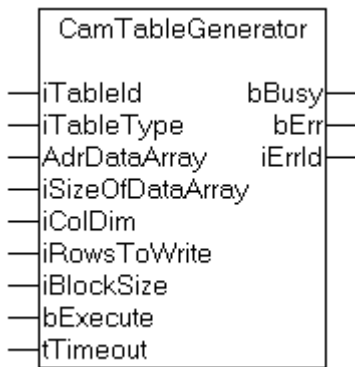 CamTableGenerator
iTableId bBusy
iTableType bErr
AdrDataArray iErrId
iSizeOfDataArray
iColDim
iRowsToWrite
iBlockSize
bExecute
tTimeout